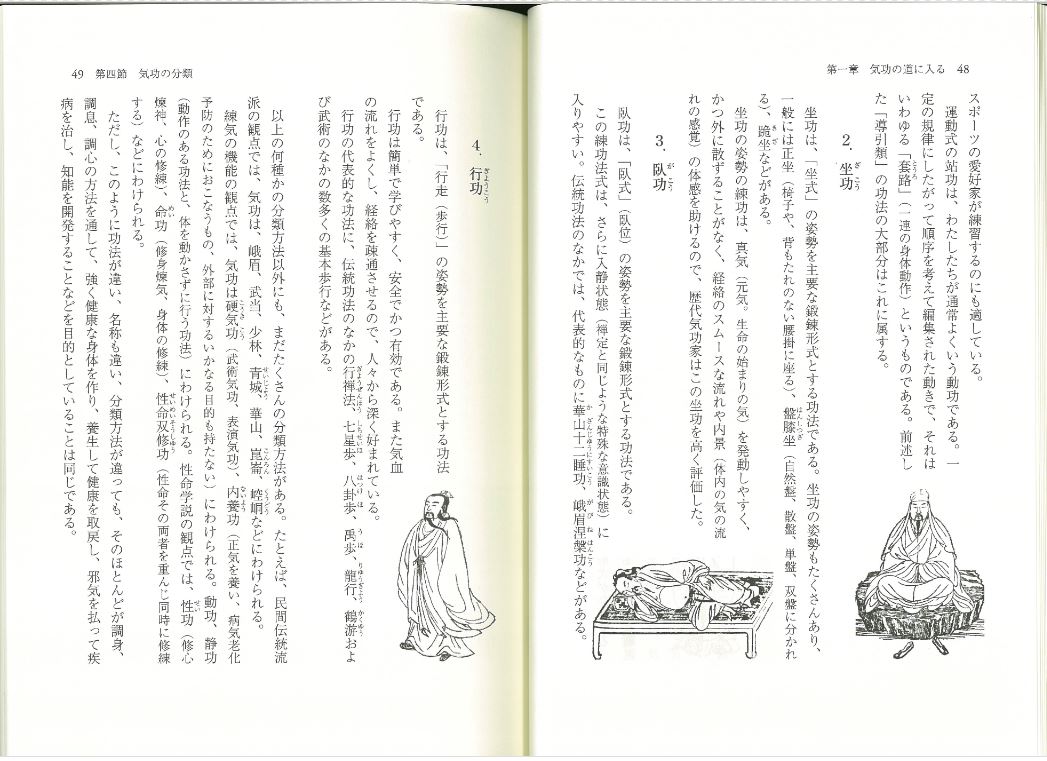 第一章　気功の道に入る　48
スポーツの愛好家が練習するのにも適している。
　運動式の站功は、わたしたちが通常よくいう動功である。一
定の規律にしたがって順序を考えて編集された動きで、それは
いわゆる「套路」（一連の身体動作）というものである。前述し
た「導引類」の功法の大部分はこれに属する。
2．坐功
　坐功は、「坐式」の姿勢を主要な鍛錬形式とする功法である。坐功の姿勢もたくさんあり、
一般には正坐（椅子や、背もたれのない腰掛に座る）、盤膝坐（自然盤、散盤、単盤、双盤に分かれ
る）、跪坐などがある。
　坐功の姿勢の練功は、真気（元気。生命の始まりの気）を発動しやすく、
かつ外に散ずることがなく、経絡のスムースな流れや内景（体内の気の流
れの感覚）の体感を助けるので、歴代気功家はこの坐功を高く評価した。
3．臥功
　臥功は、「臥式」（臥位）の姿勢を主要な鍛錬形式とする功法である。
　この練功法式は、さらに入静状態（禅定と同じような特殊な意識状態）に
入りやすい。伝統功法のなかでは、代表的なものに華山十二睡功、峨眉涅槃功などがある。
49　第四節　気功の分類
4．行功
　行功は、「行走（歩行）」の姿勢を主要な鍛錬形式とする功法
である。
　行功は簡単で学びやすく、安全でかつ有効である。また気血
の流れをよくし、経絡を疎通させるので、人々から深く好まれている。
　行功の代表的な功法に、伝統功法のなかの行禅法、七星歩、八卦歩、禹歩、龍行、鶴游およ
び武術のなかの数多くの基本歩行などがある。
　以上の何種かの分類方法以外にも、まだたくさんの分類方法がある。たとえば、民間伝統流
派の観点では、気功は、峨眉、武当、少林、青城、華山、崑崙、崆峒などにわけられる。
　練気の機能の観点では、気功は硬気功（武術気功、表演気功）、内養功（正気を養い、病気老化
予防のためにおこなうもの、外部に対するいかなる目的も持たない）にわけられる。動功、静功
（動作のある功法と、体を動かさずに行う功法）にわけられる。性命学説の観点では、性功（修心
煉神、心の修練）、命功（修身煉気、身体の修練）、性命双修功（性命その両者を重んじ同時に修練
する）などにわけられる。
　ただし、このように功法が違い、名称も違い、分類方法が違っても、そのほとんどが調身、
調息、調心の方法を通して、強く健康な身体を作り、養生して健康を取戻し、邪気を払って疾
病を治し、知能を開発することなどを目的としていることは同じである。